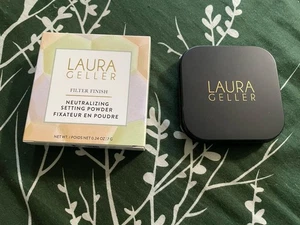 LAURA
GELLER
FILTER FINISH
NEUTRALIZING
SETTING POWDER
FIXATEUR EN POUDRE
LAURA
GELLER